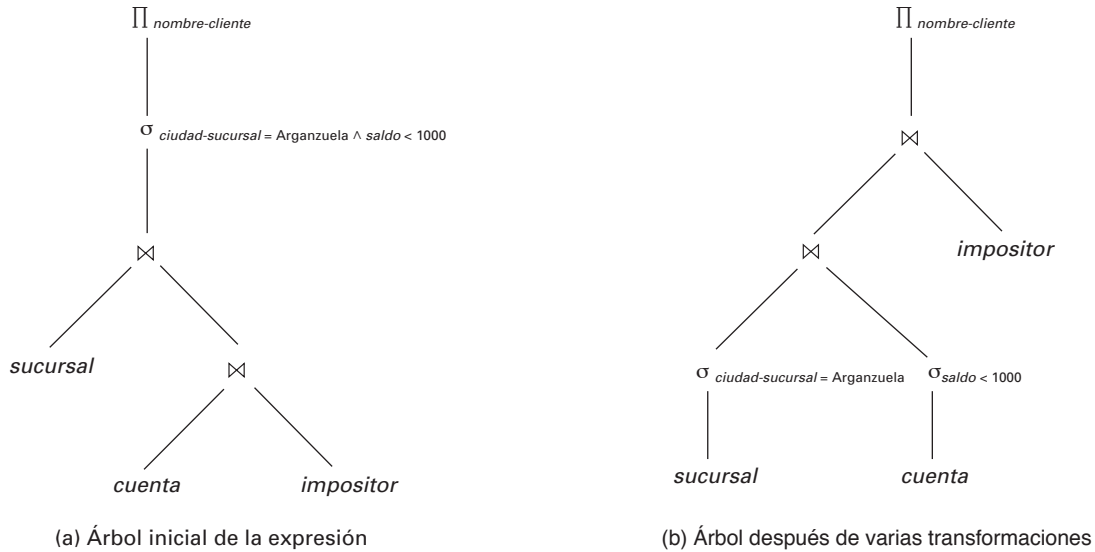 ∏ nombre-cliente
σ ciudad-sucursal = Arganzuela ∧ saldo < 1000
⋈
sucursal
⋈
cuenta
impositor
(a) Árbol inicial de la expresión
∏ nombre-cliente
⋈
impositor
⋈
σ ciudad-sucursal = Arganzuela
σ saldo < 1000
sucursal
cuenta
(b) Árbol después de varias transformaciones